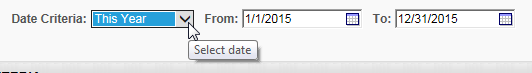 Date Criteria: This Year From: 1/1/2015 To: 12/31/2015
Select date